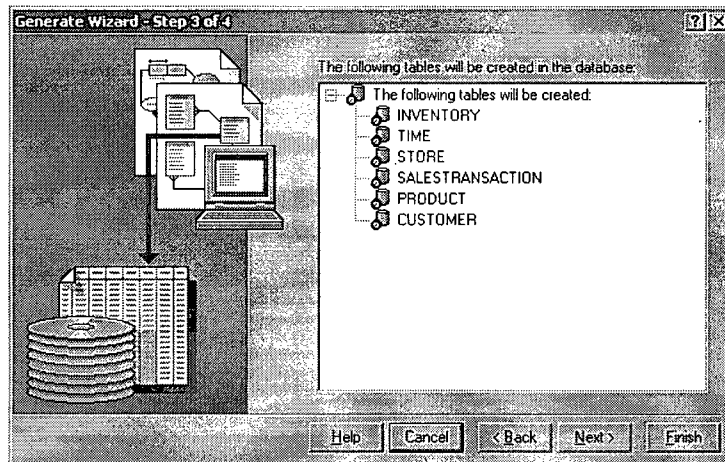 Generate Wizard - Step 3 of 4
The following tables will be created in the database:
The following tables will be created:
INVENTORY
TIME
STORE
SALESTRANSACTION
PRODUCT
CUSTOMER
Help Cancel < Back Next > Finish